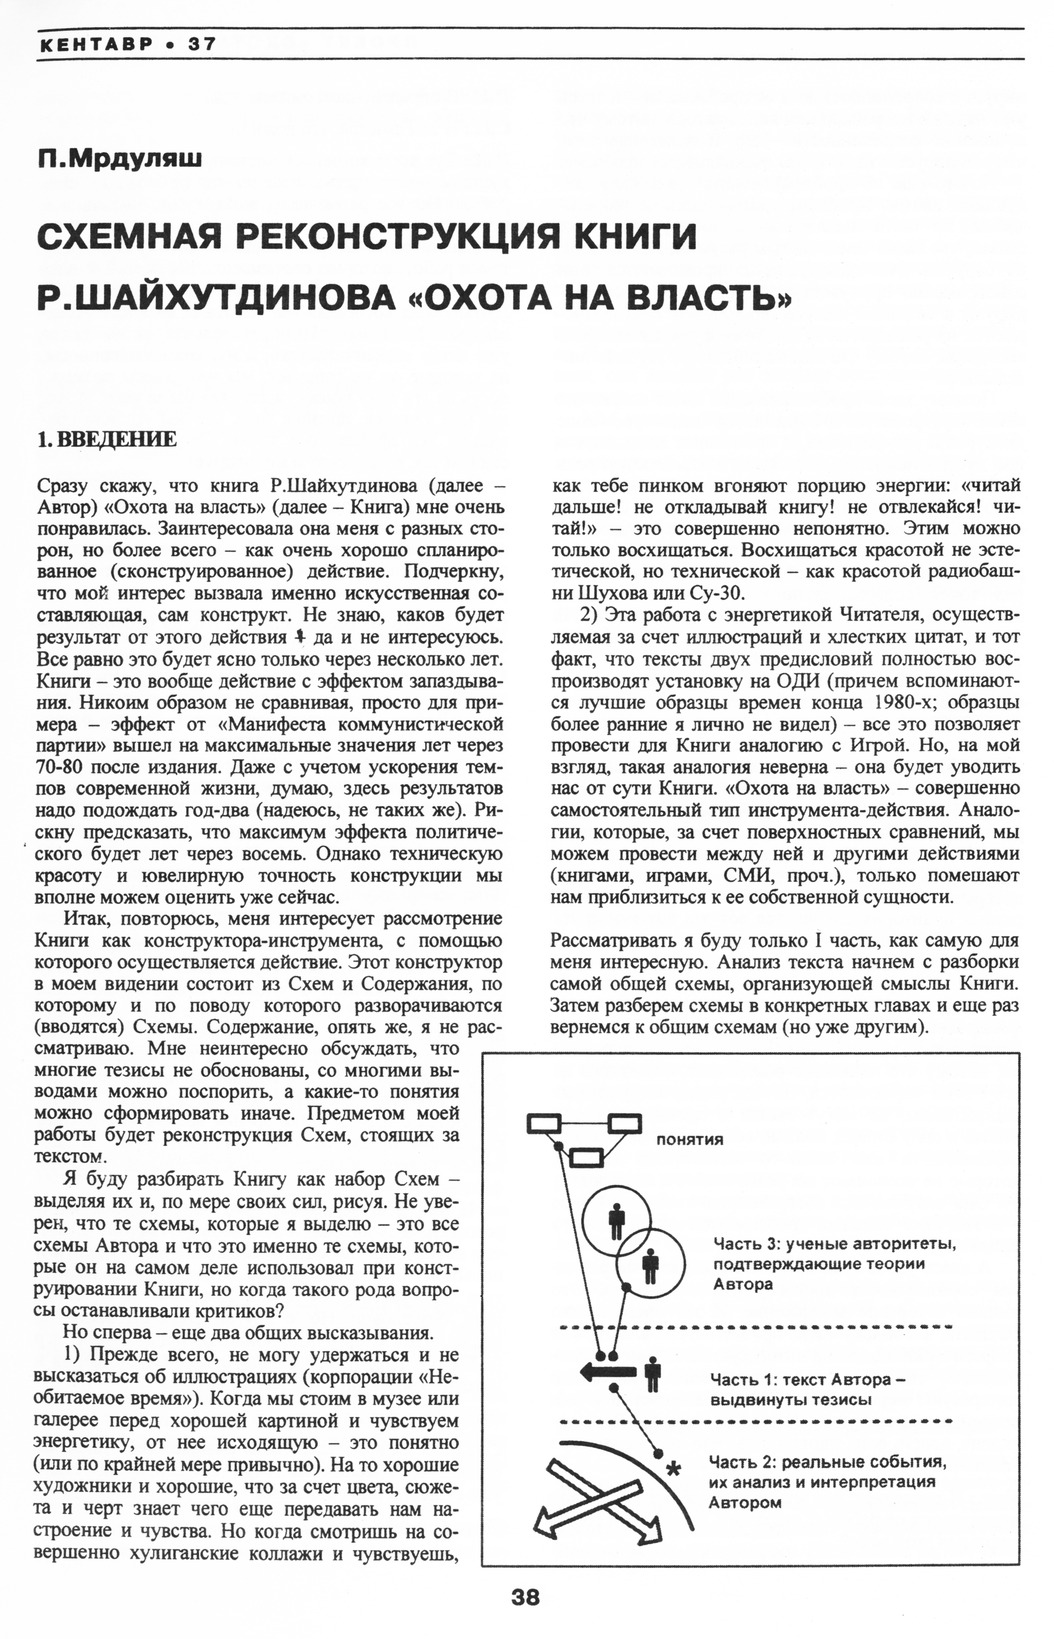 КЕНТАВР • 37
П.Мрдуляш
СХЕМНАЯ РЕКОНСТРУКЦИЯ КНИГИ
Р.ШАЙХУТДИНОВА «ОХОТА НА ВЛАСТЬ»
1. ВВЕДЕНИЕ
Сразу скажу, что книга Р.Шайхутдинова (далее –
Автор) «Охота на власть» (далее – Книга) мне очень
понравилась. Заинтересовала она меня с разных сто-
рон, но более всего – как очень хорошо спланиро-
ванное (сконструированное) действие. Подчеркну,
что мой интерес вызвала именно искусственная со-
ставляющая, сам конструкт. Не знаю, каков будет
результат от этого действия – да и не интересуюсь.
Все равно это будет ясно только через несколько лет.
Книги – это вообще действие с эффектом запаздыва-
ния. Никоим образом не сравнивая, просто для при-
мера – эффект от «Манифеста коммунистической
партии» вышел на максимальные значения лет через
70-80 после издания. Даже с учетом ускорения тем-
пов современной жизни, думаю, здесь результатов
надо подождать год-два (надеюсь, не таких же). Ри-
скну предсказать, что максимум эффекта политиче-
ского будет лет через восемь. Однако техническую
красоту и ювелирную точность конструкции мы
вполне можем оценить уже сейчас.
Итак, повторюсь, меня интересует рассмотрение
Книги как конструктора-инструмента, с помощью
которого осуществляется действие. Этот конструктор
в моем видении состоит из Схем и Содержания, по
которому и по поводу которого разворачиваются
(вводятся) Схемы. Содержание, опять же, я не рас-
сматриваю. Мне неинтересно обсуждать, что
многие тезисы не обоснованы, со многими вы-
водами можно поспорить, а какие-то понятия
можно сформировать иначе. Предметом моей
работы будет реконструкция Схем, стоящих за
текстом.
Я буду разбирать Книгу как набор Схем –
выделяя их и, по мере своих сил, рисуя. Не уве-
рен, что те схемы, которые я выделю – это все
схемы Автора и что это именно те схемы, кото-
рые он на самом деле использовал при конст-
руировании Книги, но когда такого рода вопро-
сы останавливали критиков?
Но сперва – еще два общих высказывания.
1) Прежде всего, не могу удержаться и не
высказаться об иллюстрациях (корпорации «Не-
обитаемое время»). Когда мы стоим в музее или
галерее перед хорошей картиной и чувствуем
энергетику, от нее исходящую – это понятно
(или по крайней мере привычно). На то хорошие
художники и хорошие, что за счет цвета, сюже-
та и черт знает чего еще передавать нам на-
строение и чувства. Но когда смотришь на со-
вершенно хулиганские коллажи и чувствуешь,
как тебе пинком вгоняют порцию энергии: «читай
дальше! не откладывай книгу! не отвлекайся! чи-
тай!» – это совершенно непонятно. Этим можно
только восхищаться. Восхищаться красотой не эсте-
тической, но технической – как красотой радиобаш-
ни Шухова или Су-30.
2) Эта работа с энергетикой Читателя, осуществ-
ляемая за счет иллюстраций и хлестких цитат, и тот
факт, что тексты двух предисловий полностью вос-
производят установку на ОДИ (причем вспоминают-
ся лучшие образцы времен конца 1980-х; образцы
более ранние я лично не видел) – все это позволяет
провести для Книги аналогию с Игрой. Но, на мой
взгляд, такая аналогия неверна – она будет уводить
нас от сути Книги. «Охота на власть» – совершенно
самостоятельный тип инструмента-действия. Анало-
гии, которые, за счет поверхностных сравнений, мы
можем провести между ней и другими действиями
(книгами, играми, СМИ, проч.), только помешают
нам приблизиться к ее собственной сущности.
Рассматривать я буду только I часть, как самую для
меня интересную. Анализ текста начнем с разборки
самой общей схемы, организующей смыслы Книги.
Затем разберем схемы в конкретных главах и еще раз
вернемся к общим схемам (но уже другим).
понятия
Часть 3: ученые авторитеты,
подтверждающие теории
Автора
Часть 1: текст Автора –
выдвинуты тезисы
Часть 2: реальные события,
их анализ и интерпретация
Автором
38